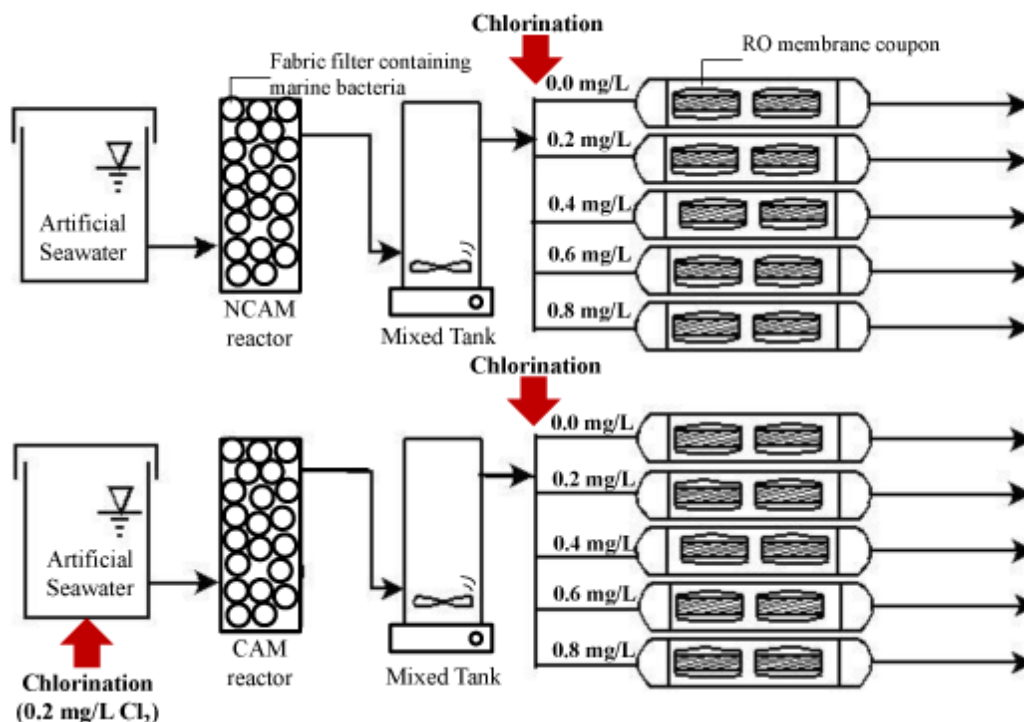 Chlorination
RO membrane coupon
Fabric filter containing
marine bacteria
0.0 mg/L
0.2 mg/L
0.4 mg/L
0.6 mg/L
0.8 mg/L
Artificial
Seawater
NCAM
reactor
Mixed Tank
Chlorination
0.0 mg/L
0.2 mg/L
0.4 mg/L
0.6 mg/L
0.8 mg/L
Artificial
Seawater
CAM
reactor
Mixed Tank
Chlorination
(0.2 mg/L Cl₂)